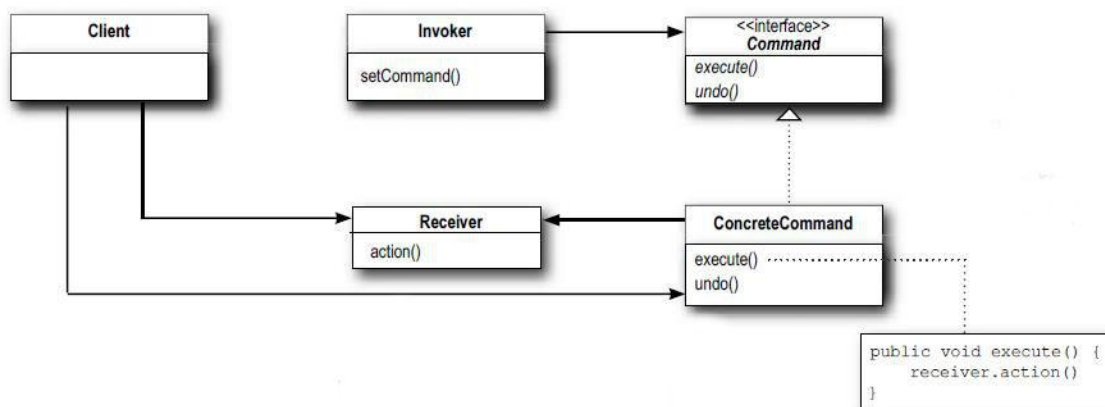 Client
Invoker
setCommand()
<<interface>>
Command
execute()
undo()
Receiver
action()
ConcreteCommand
execute()
undo()
public void execute() {
receiver.action()
}